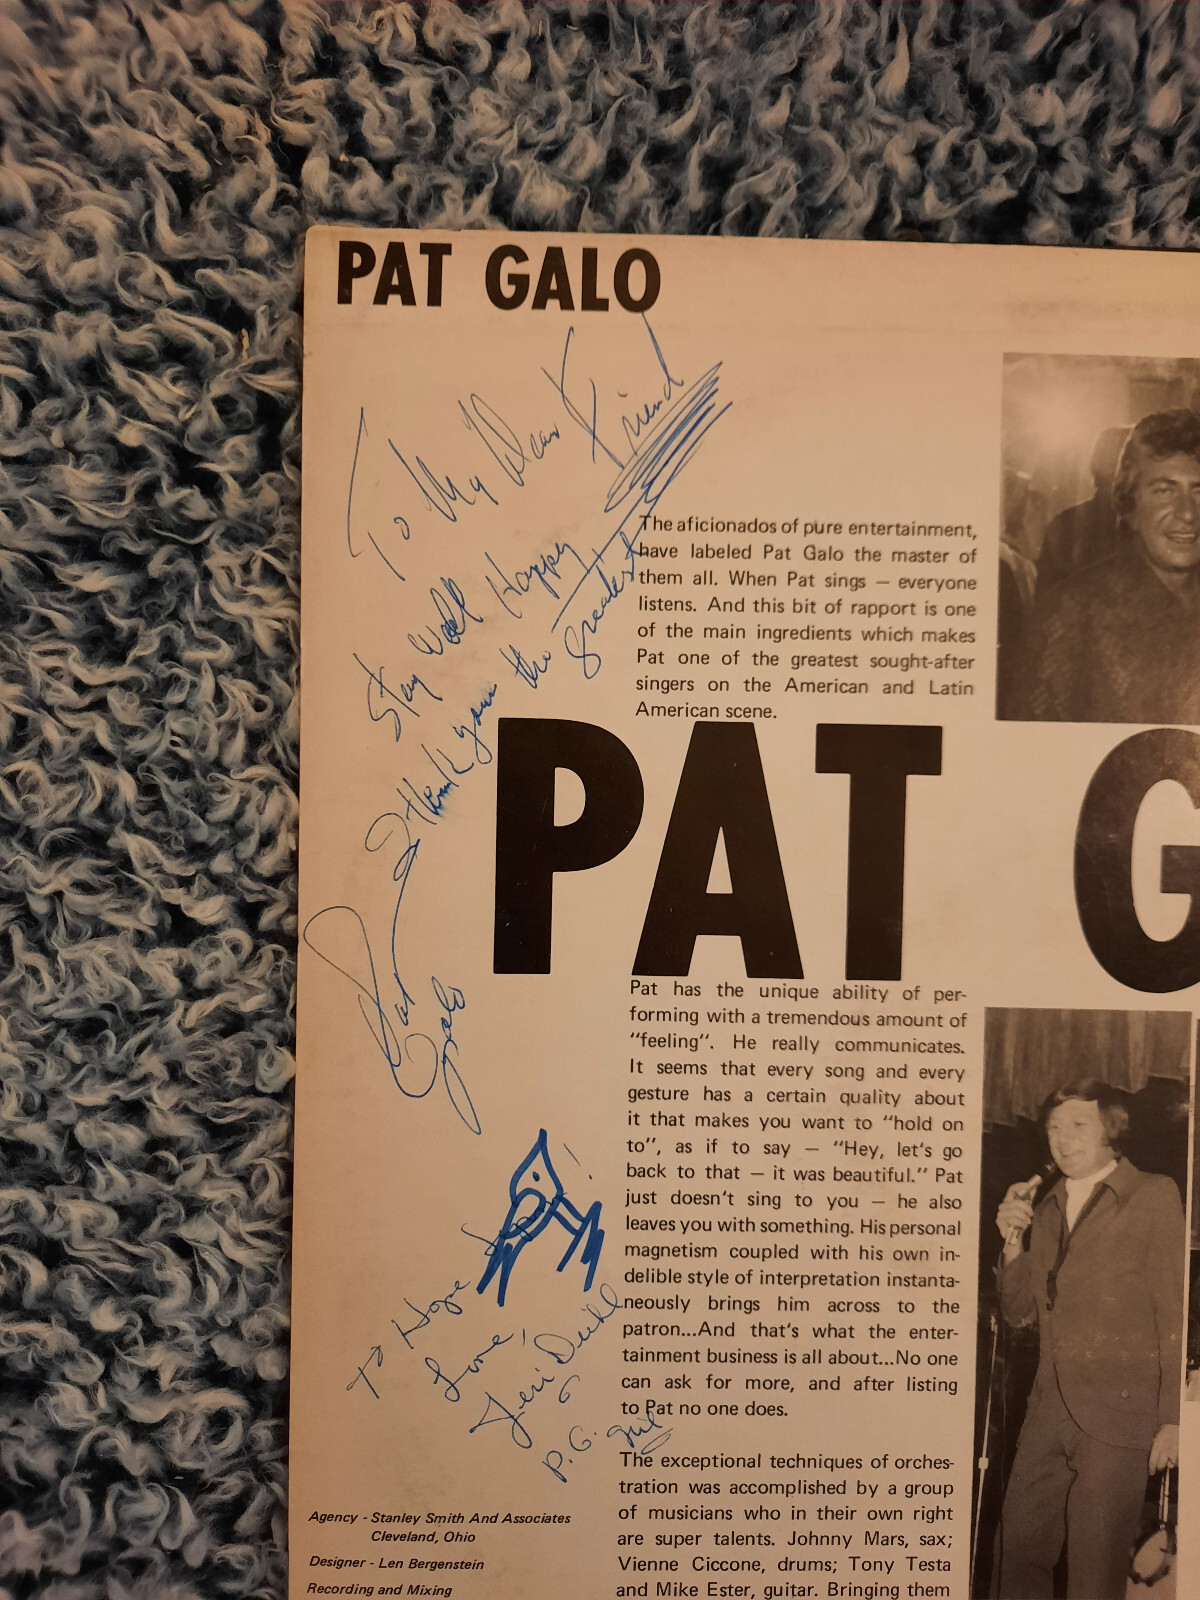 PAT GALO
To My Dear Friend
Stay Well Happy
I think you the greatest
Pat
Galo
The aficionados of pure entertainment,
have labeled Pat Galo the master of
them all. When Pat sings — everyone
listens. And this bit of rapport is one
of the main ingredients which makes
Pat one of the greatest sought-after
singers on the American and Latin
American scene.
PAT G
Pat has the unique ability of per-
forming with a tremendous amount of
"feeling". He really communicates.
It seems that every song and every
gesture has a certain quality about
it that makes you want to "hold on
to", as if to say — "Hey, let's go
back to that — it was beautiful." Pat
just doesn't sing to you — he also
leaves you with something. His personal
magnetism coupled with his own in-
delible style of interpretation instanta-
neously brings him across to the
patron...And that's what the enter-
tainment business is all about...No one
can ask for more, and after listing
to Pat no one does.
To Hope
Love,
Jeri Deihl
P.G.
The exceptional techniques of orches-
tration was accomplished by a group
of musicians who in their own right
are super talents. Johnny Mars, sax;
Vienne Ciccone, drums; Tony Testa
and Mike Ester, guitar. Bringing them
Agency - Stanley Smith And Associates
Cleveland, Ohio
Designer - Len Bergenstein
Recording and Mixing